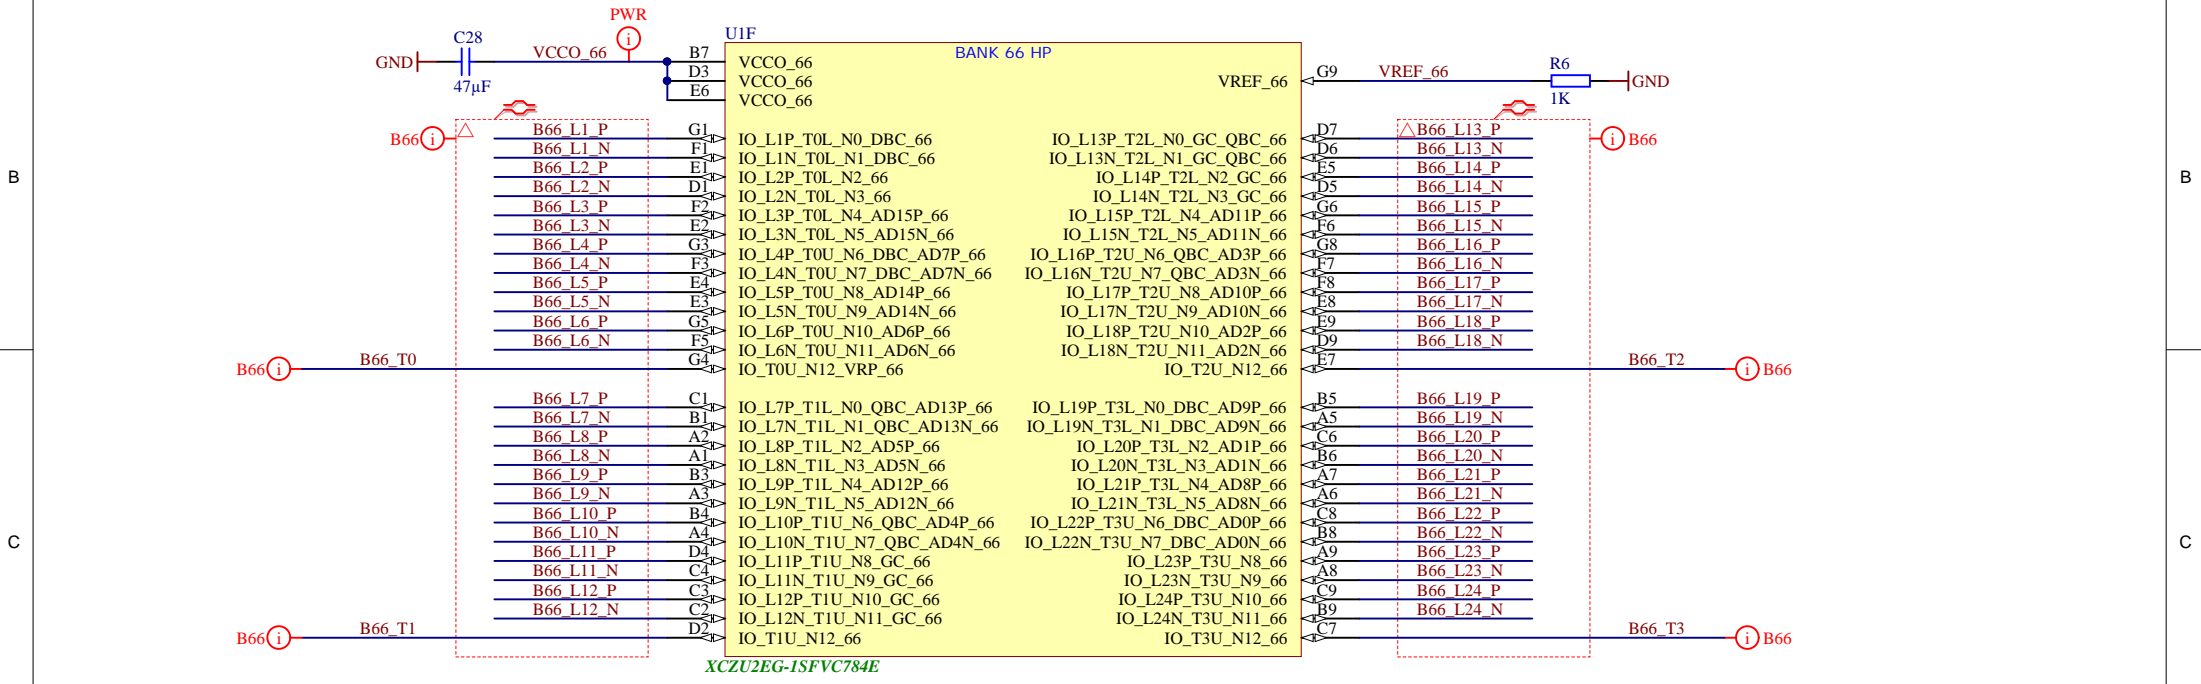 PWR
U1F
C28
VCCO_66
B7
BANK 66 HP
R6
GND
VCCO_66
D3
VCCO_66
VREF_66
G9
VREF_66
GND
47µF
E6
VCCO_66
1K
B66
B66_L1_P
G1
IO_L1P_T0L_N0_DBC_66
IO_L13P_T2L_N0_GC_QBC_66
D7
B66_L13_P
B66
B66_L1_N
F1
IO_L1N_T0L_N1_DBC_66
IO_L13N_T2L_N1_GC_QBC_66
D6
B66_L13_N
B
B66_L2_P
E1
IO_L2P_T0L_N2_66
IO_L14P_T2L_N2_GC_66
E5
B66_L14_P
B
B66_L2_N
D1
IO_L2N_T0L_N3_66
IO_L14N_T2L_N3_GC_66
D5
B66_L14_N
B66_L3_P
F2
IO_L3P_T0L_N4_AD15P_66
IO_L15P_T2L_N4_AD11P_66
G6
B66_L15_P
B66_L3_N
E2
IO_L3N_T0L_N5_AD15N_66
IO_L15N_T2L_N5_AD11N_66
F6
B66_L15_N
B66_L4_P
G3
IO_L4P_T0U_N6_DBC_AD7P_66
IO_L16P_T2U_N6_QBC_AD3P_66
G8
B66_L16_P
B66_L4_N
F3
IO_L4N_T0U_N7_DBC_AD7N_66
IO_L16N_T2U_N7_QBC_AD3N_66
F7
B66_L16_N
B66_L5_P
E4
IO_L5P_T0U_N8_AD14P_66
IO_L17P_T2U_N8_AD10P_66
F8
B66_L17_P
B66_L5_N
E3
IO_L5N_T0U_N9_AD14N_66
IO_L17N_T2U_N9_AD10N_66
E8
B66_L17_N
B66_L6_P
G5
IO_L6P_T0U_N10_AD6P_66
IO_L18P_T2U_N10_AD2P_66
E9
B66_L18_P
B66_L6_N
F5
IO_L6N_T0U_N11_AD6N_66
IO_L18N_T2U_N11_AD2N_66
D9
B66_L18_N
B66
B66_T0
G4
IO_T0U_N12_VRP_66
IO_T2U_N12_66
E7
B66_T2
B66
B66_L7_P
C1
IO_L7P_T1L_N0_QBC_AD13P_66
IO_L19P_T3L_N0_DBC_AD9P_66
B5
B66_L19_P
B66_L7_N
B1
IO_L7N_T1L_N1_QBC_AD13N_66
IO_L19N_T3L_N1_DBC_AD9N_66
A5
B66_L19_N
B66_L8_P
A2
IO_L8P_T1L_N2_AD5P_66
IO_L20P_T3L_N2_AD1P_66
C6
B66_L20_P
B66_L8_N
A1
IO_L8N_T1L_N3_AD5N_66
IO_L20N_T3L_N3_AD1N_66
B6
B66_L20_N
B66_L9_P
B3
IO_L9P_T1L_N4_AD12P_66
IO_L21P_T3L_N4_AD8P_66
A7
B66_L21_P
B66_L9_N
A3
IO_L9N_T1L_N5_AD12N_66
IO_L21N_T3L_N5_AD8N_66
A6
B66_L21_N
B66_L10_P
B4
IO_L10P_T1U_N6_QBC_AD4P_66
IO_L22P_T3U_N6_DBC_AD0P_66
C8
B66_L22_P
C
B66_L10_N
A4
IO_L10N_T1U_N7_QBC_AD4N_66
IO_L22N_T3U_N7_DBC_AD0N_66
B8
B66_L22_N
C
B66_L11_P
D4
IO_L11P_T1U_N8_GC_66
IO_L23P_T3U_N8_66
A9
B66_L23_P
B66_L11_N
C4
IO_L11N_T1U_N9_GC_66
IO_L23N_T3U_N9_66
A8
B66_L23_N
B66_L12_P
C3
IO_L12P_T1U_N10_GC_66
IO_L24P_T3U_N10_66
C9
B66_L24_P
B66_L12_N
C2
IO_L12N_T1U_N11_GC_66
IO_L24N_T3U_N11_66
B9
B66_L24_N
B66
B66_T1
D2
IO_T1U_N12_66
IO_T3U_N12_66
C7
B66_T3
B66
XCZU2EG-1SFVC784E